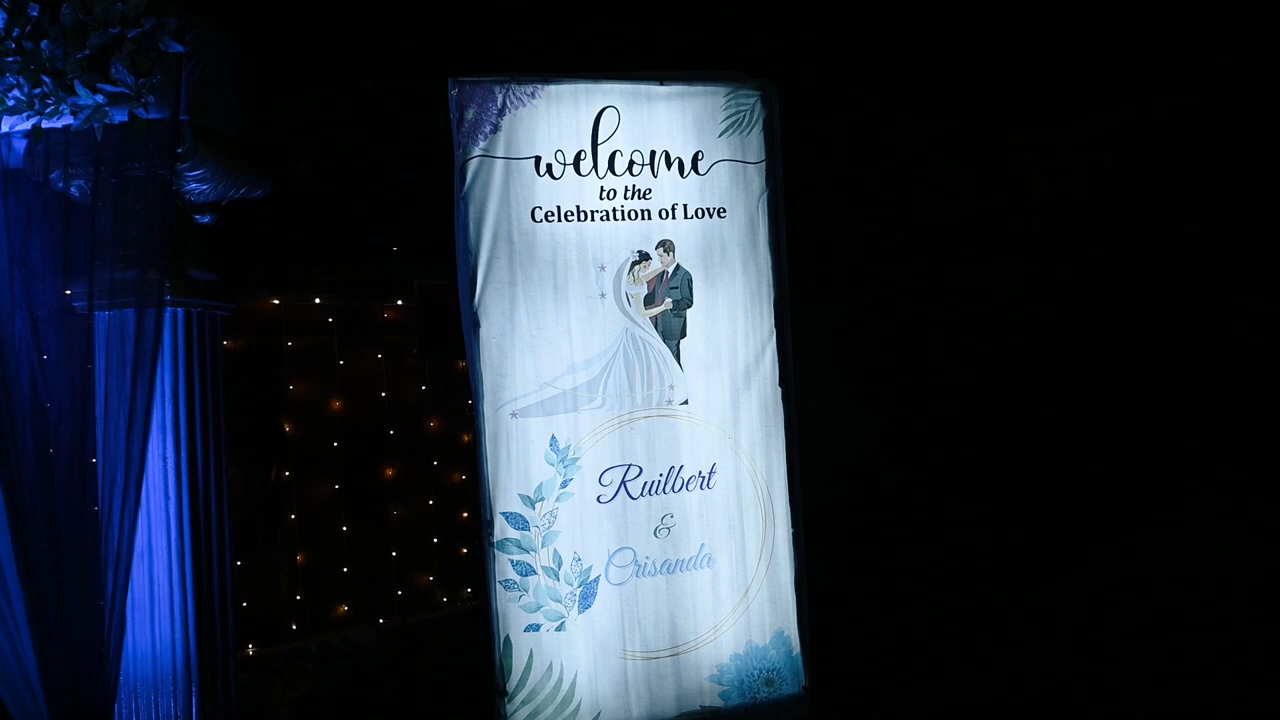 welcome
to the
Celebration of Love
Ruilbert
&
Crisanda